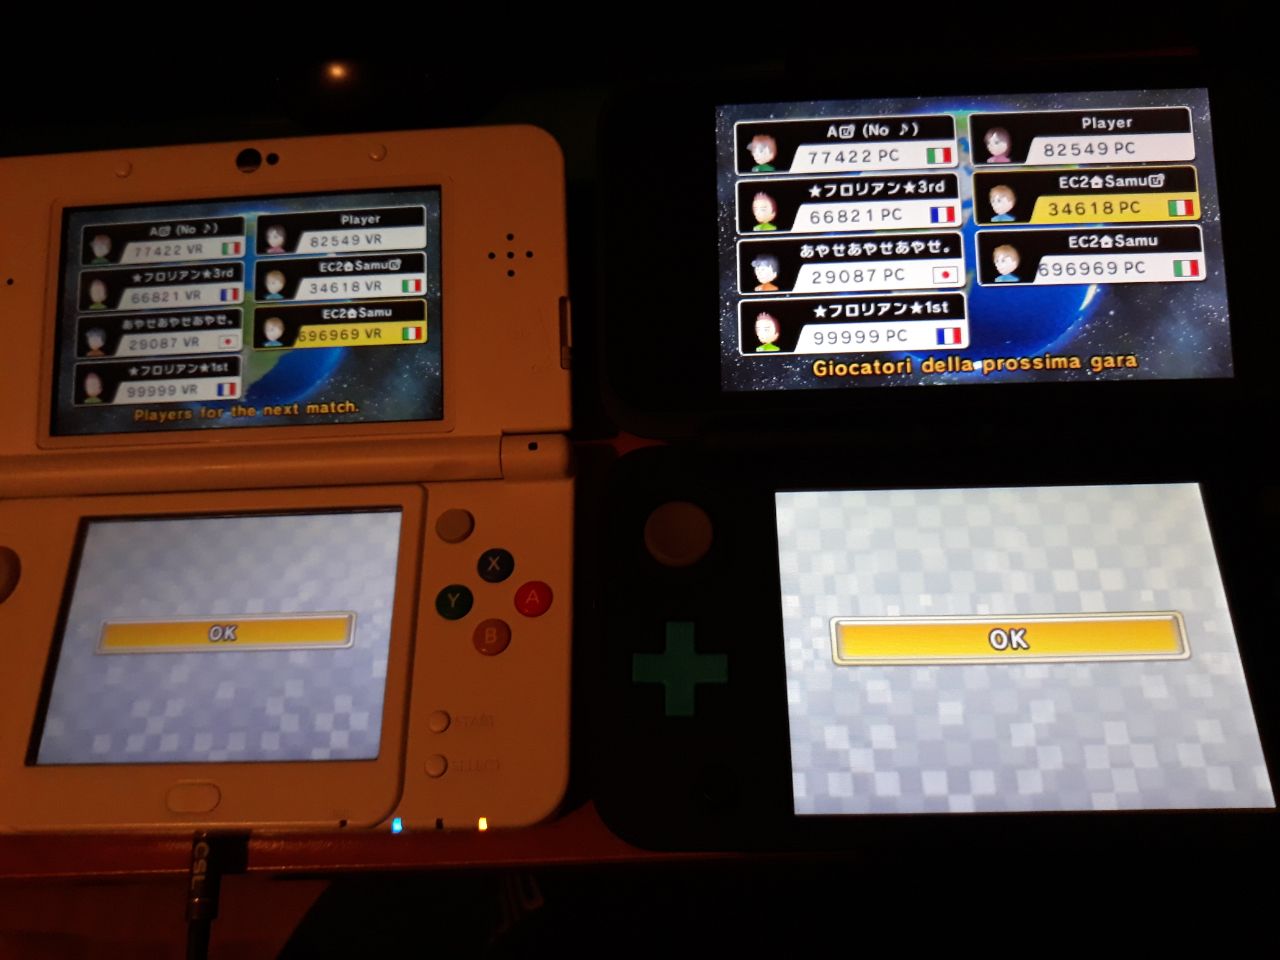 A (No ♪)
77422 VR
★フロリアン★3rd
66821 VR
あやせあやせあやせ。
29087 VR
★フロリアン★1st
99999 VR
Player
82549 VR
EC2 Samu
34618 VR
EC2 Samu
696969 VR
Players for the next match.
OK
X
Y
A
B
START
SELECT
CSL
A (No ♪)
77422 PC
★フロリアン★3rd
66821 PC
あやせあやせあやせ。
29087 PC
★フロリアン★1st
99999 PC
Player
82549 PC
EC2 Samu
34618 PC
EC2 Samu
696969 PC
Giocatori della prossima gara
OK